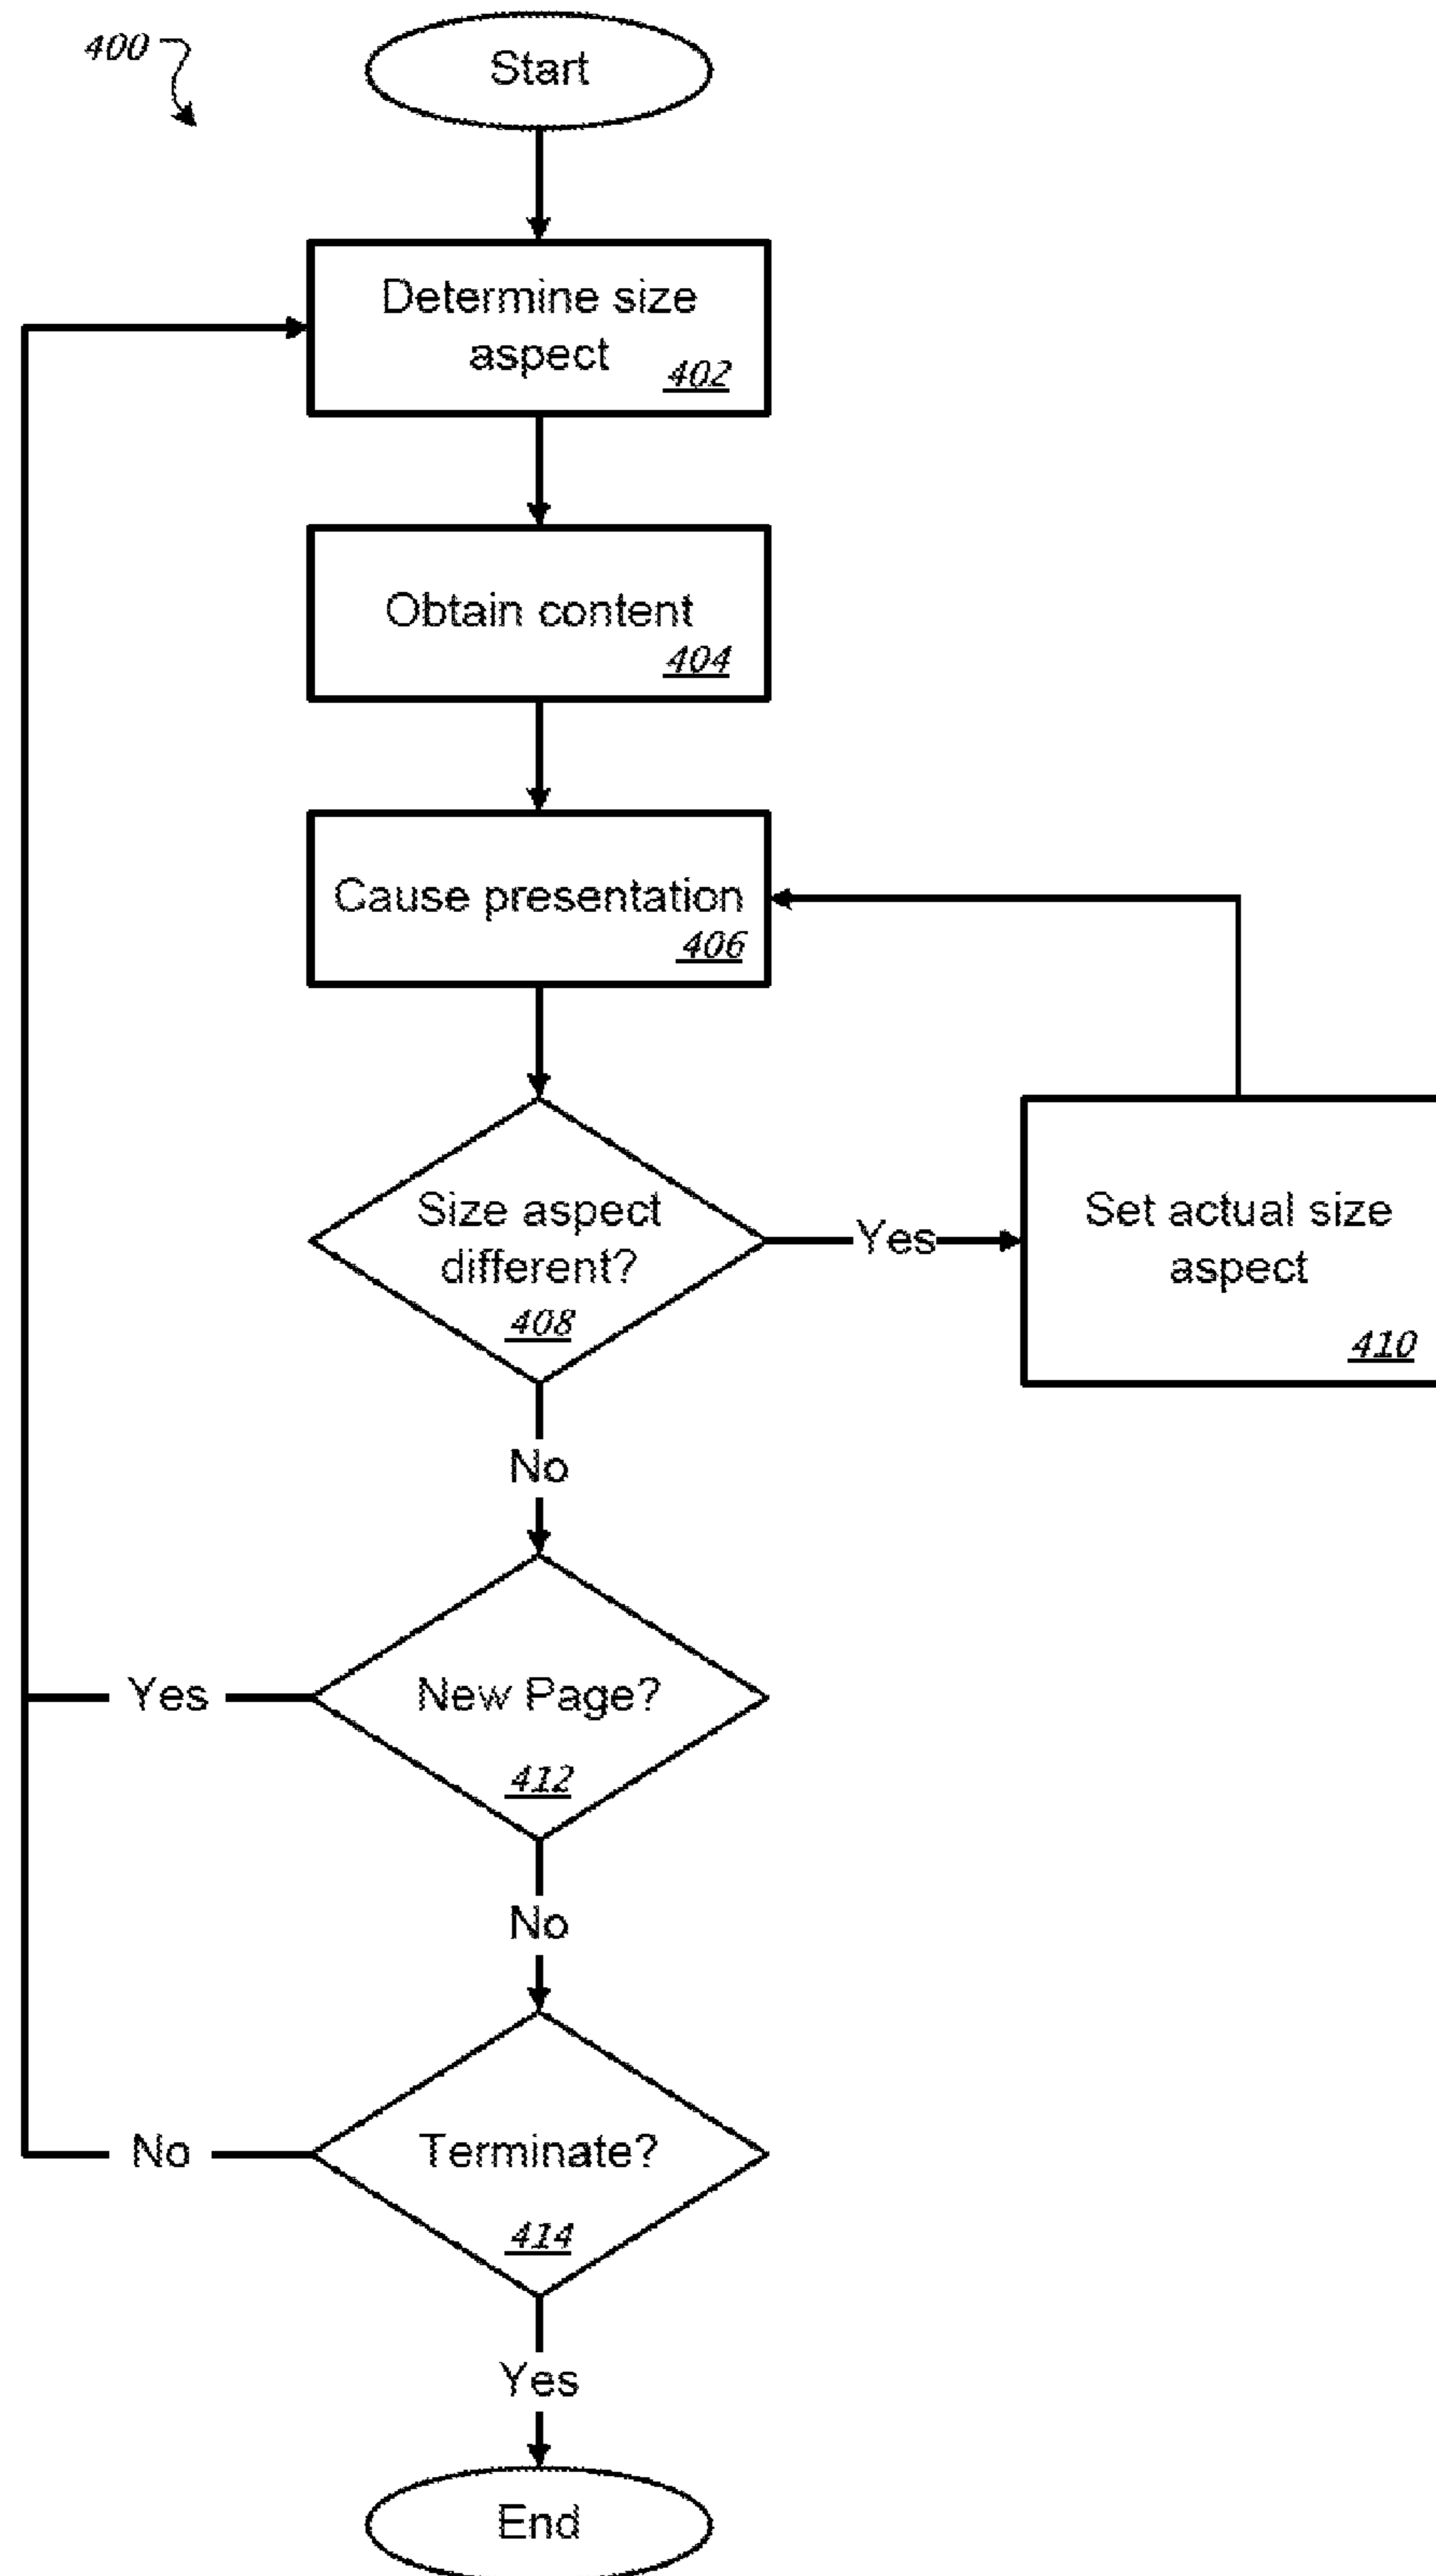 400
Start
Determine size
aspect
402
Obtain content
404
Cause presentation
406
Size aspect
different?
408
Yes
Set actual size
aspect
410
No
New Page?
412
Yes
No
Terminate?
414
No
Yes
End